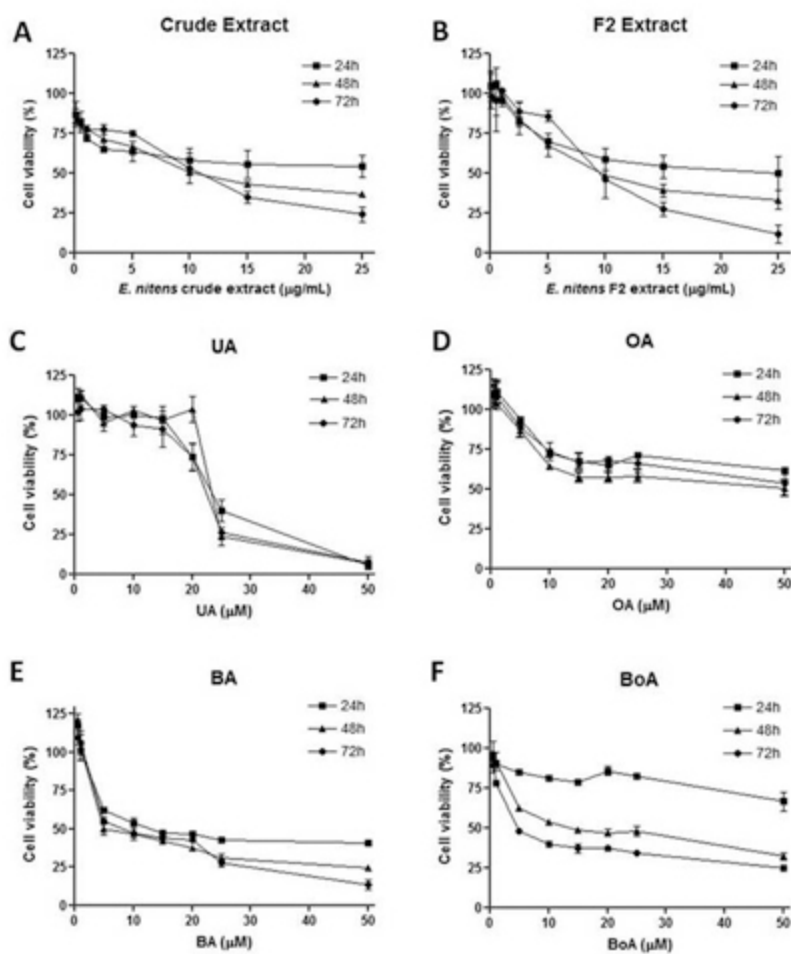 A
Crude Extract
125
100
75
50
25
0
Cell viability (%)
24h
48h
72h
0 5 10 15 20 25
E. nitens crude extract (µg/mL)
B
F2 Extract
125
100
75
50
25
0
Cell viability (%)
24h
48h
72h
0 5 10 15 20 25
E. nitens F2 extract (µg/mL)
C
UA
125
100
75
50
25
0
Cell viability (%)
24h
48h
72h
0 10 20 30 40 50
UA (µM)
D
OA
125
100
75
50
25
0
Cell viability (%)
24h
48h
72h
0 10 20 30 40 50
OA (µM)
E
BA
125
100
75
50
25
0
Cell viability (%)
24h
48h
72h
0 10 20 30 40 50
BA (µM)
F
BoA
125
100
75
50
25
0
Cell viability (%)
24h
48h
72h
0 10 20 30 40 50
BoA (µM)